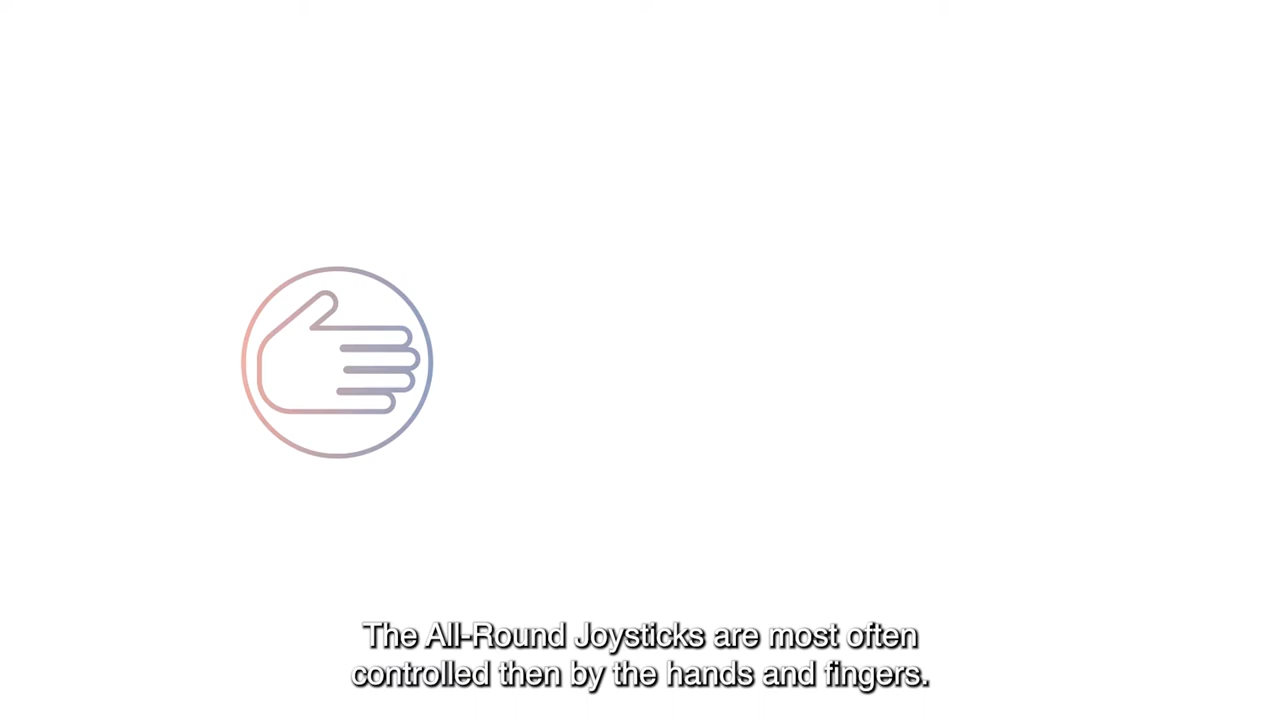 The All-Round Joysticks are most often
controlled then by the hands and fingers.